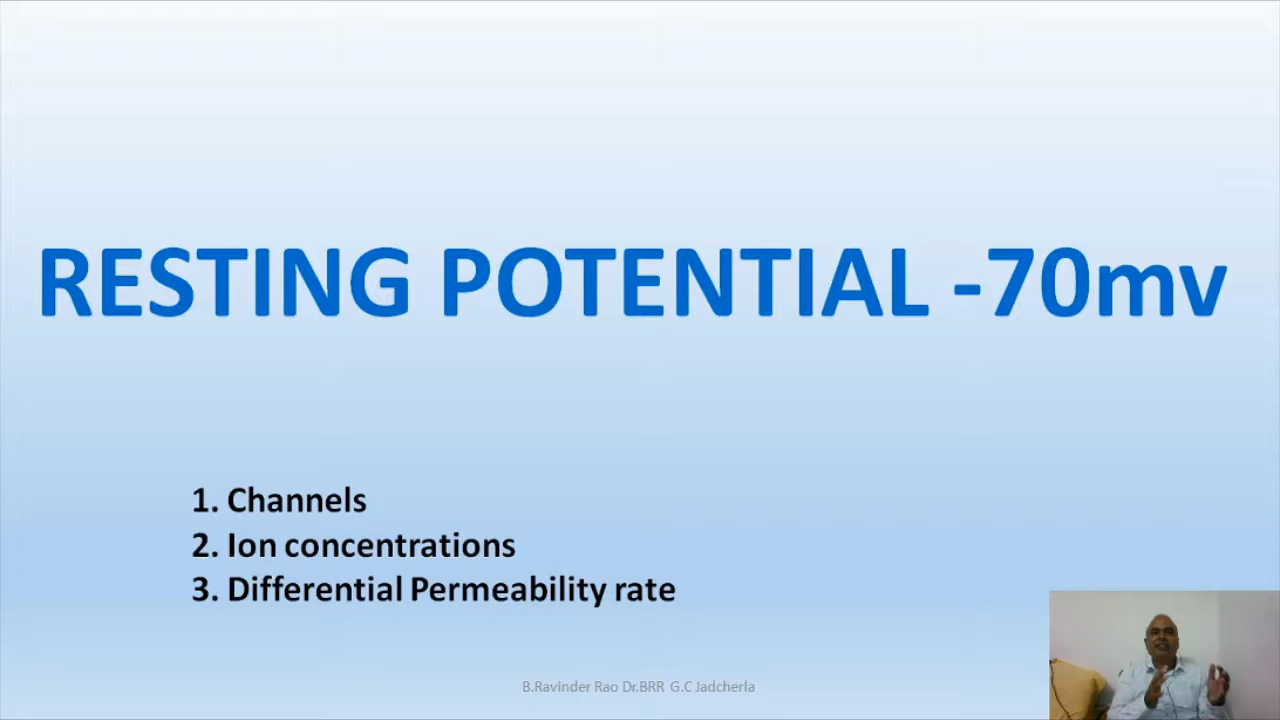 RESTING POTENTIAL -70mv
1. Channels
2. Ion concentrations
3. Differential Permeability rate
B.Ravinder Rao Dr.BRR G.C Jadcherla